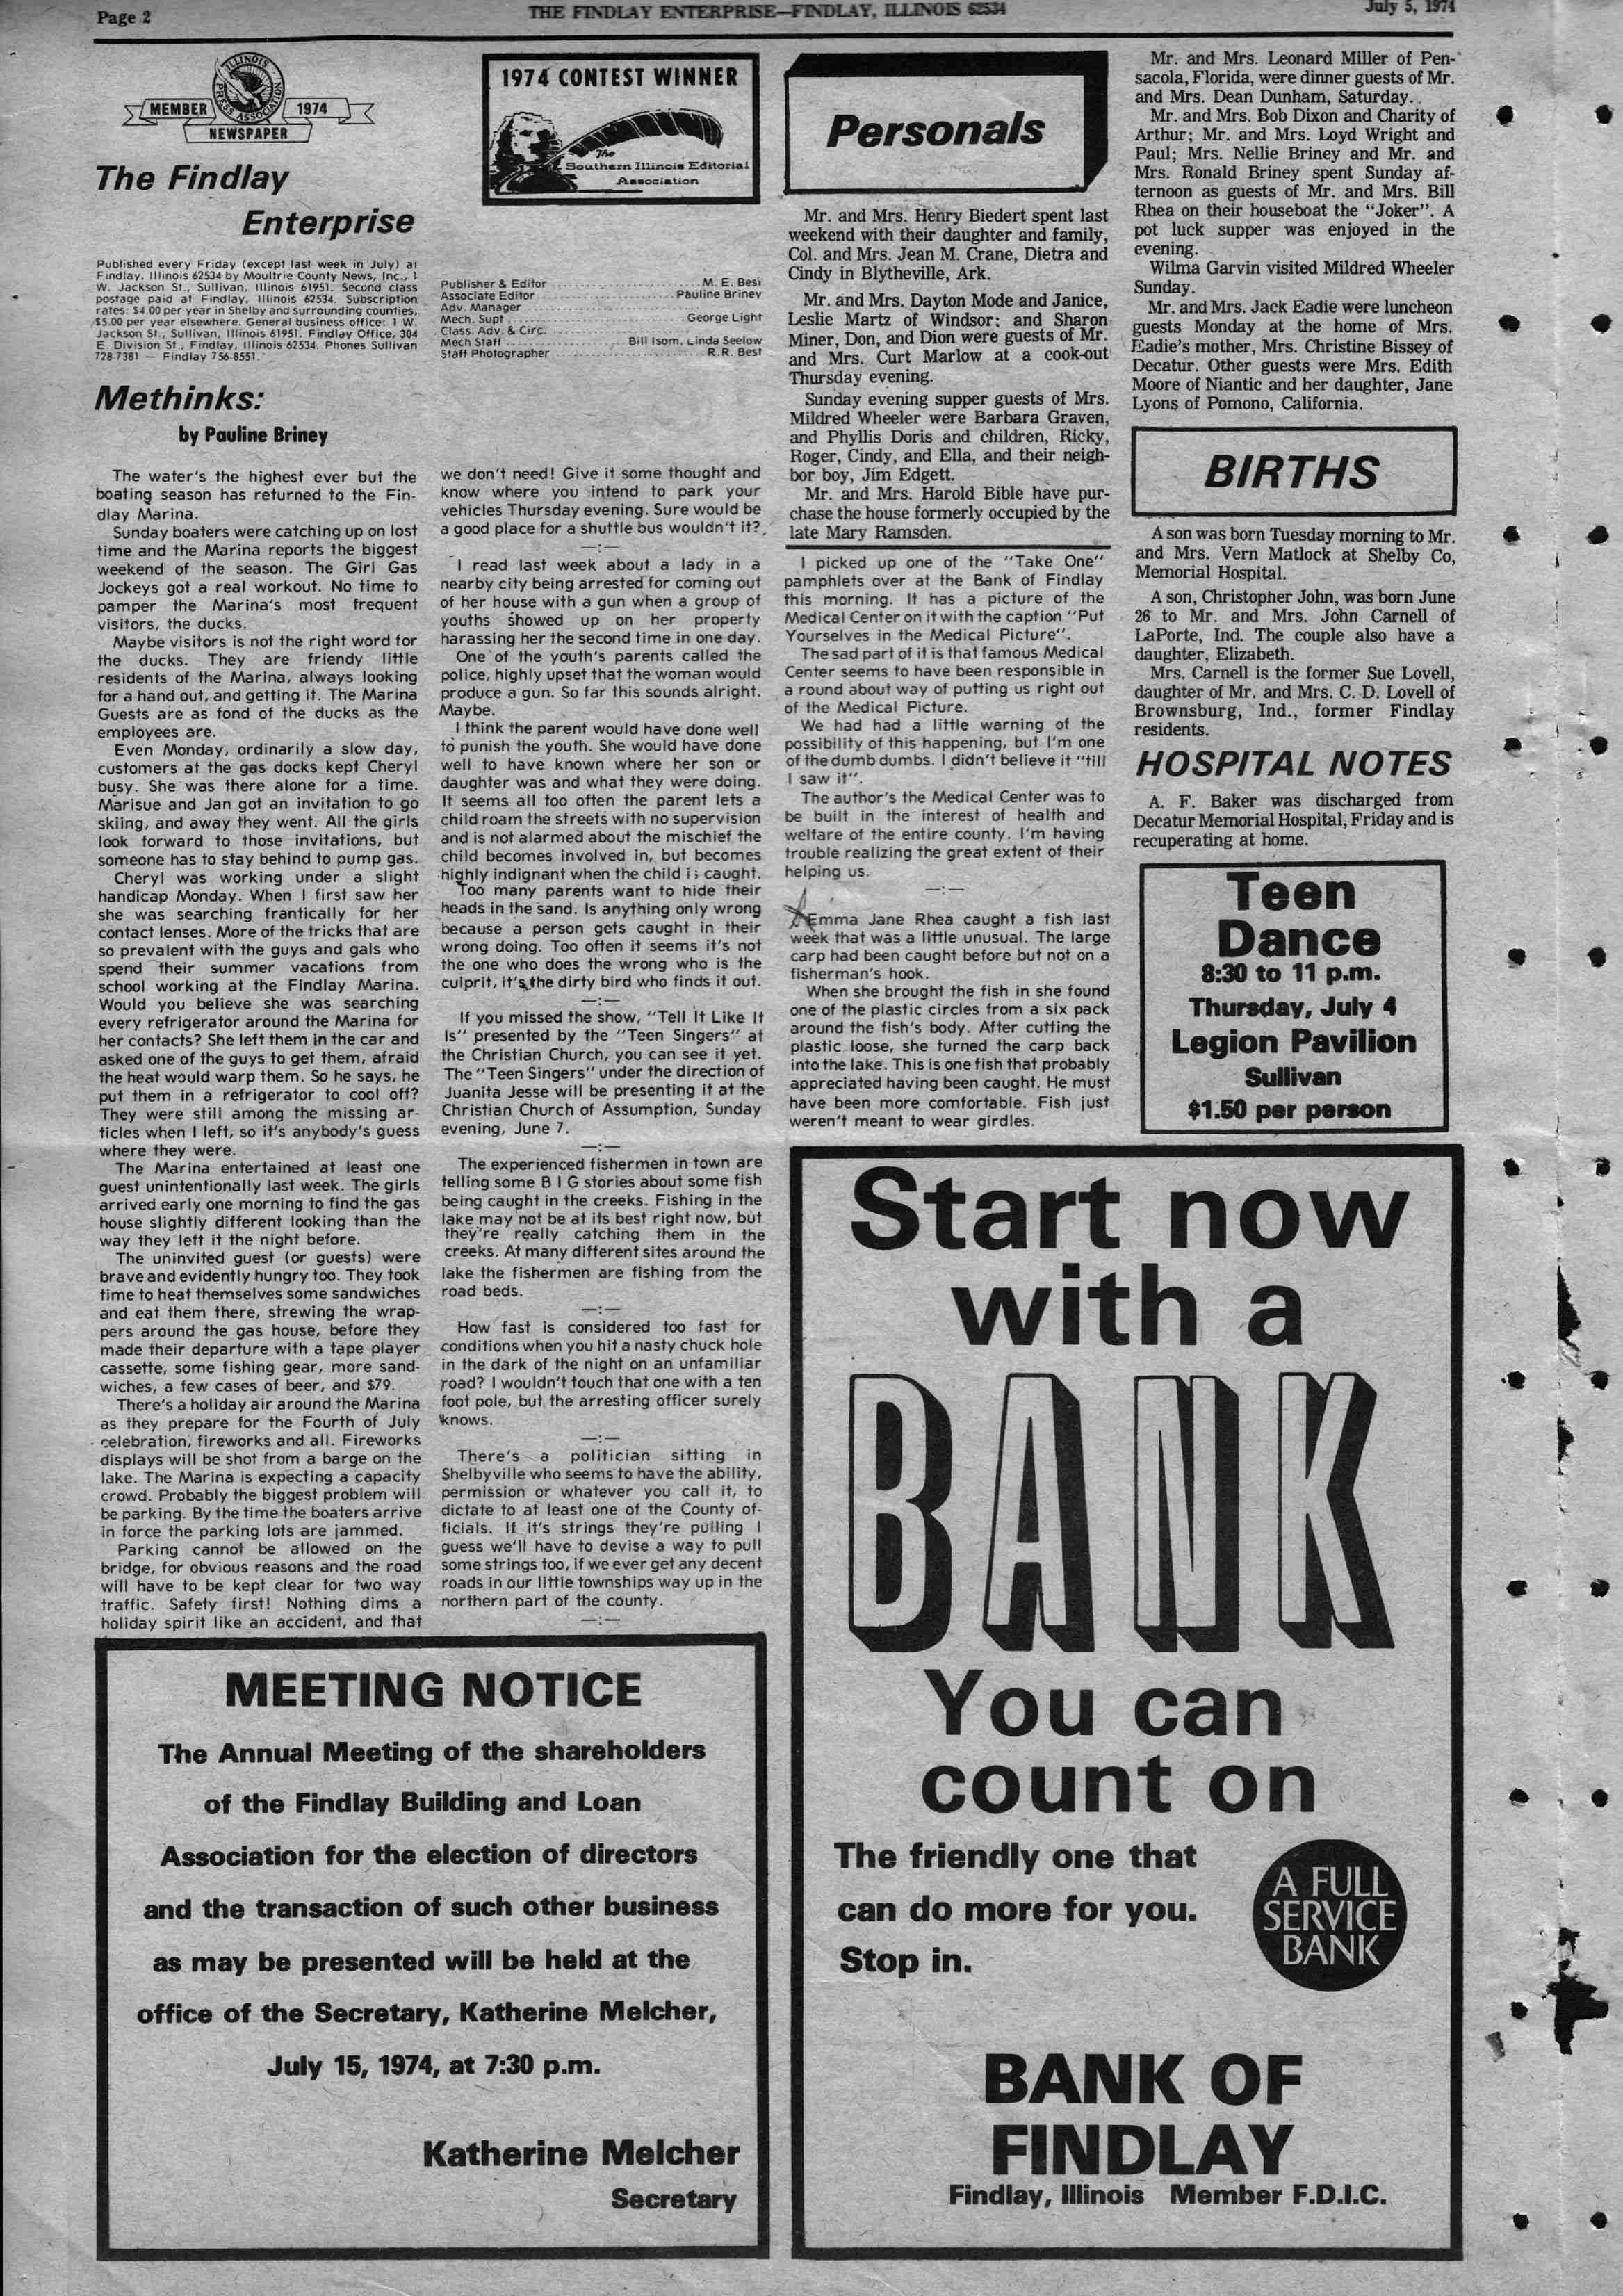 Page 2
THE FINDLAY ENTERPRISE—FINDLAY, ILLINOIS 62534
July 5, 1974
ILLINOIS
PRESS ASSOCIATION
MEMBER
1974
NEWSPAPER
The Findlay
Enterprise
Published every Friday (except last week in July) at
Findlay, Illinois 62534 by Moultrie County News, Inc., 1
W. Jackson St., Sullivan, Illinois 61951. Second class
postage paid at Findlay, Illinois 62534. Subscription
rates: $4.00 per year in Shelby and surrounding counties,
$5.00 per year elsewhere. General business office: 1 W.
Jackson St., Sullivan, Illinois 61951. Findlay Office, 304
E. Division St., Findlay, Illinois 62534. Phones Sullivan
728-7381 — Findlay 756-8551.
1974 CONTEST WINNER
The
Southern Illinois Editorial
Association
Publisher & Editor M. E. Best
Associate Editor Pauline Briney
Adv. Manager
Mech. Supt George Light
Class. Adv. & Circ.
Mech Staff Bill Isom, Linda Seelow
Staff Photographer R.R. Best
Methinks:
by Pauline Briney
The water's the highest ever but the
boating season has returned to the Fin-
dlay Marina.
Sunday boaters were catching up on lost
time and the Marina reports the biggest
weekend of the season. The Girl Gas
Jockeys got a real workout. No time to
pamper the Marina's most frequent
visitors, the ducks.
Maybe visitors is not the right word for
the ducks. They are friendy little
residents of the Marina, always looking
for a hand out, and getting it. The Marina
Guests are as fond of the ducks as the
employees are.
Even Monday, ordinarily a slow day,
customers at the gas docks kept Cheryl
busy. She was there alone for a time.
Marisue and Jan got an invitation to go
skiing, and away they went. All the girls
look forward to those invitations, but
someone has to stay behind to pump gas.
Cheryl was working under a slight
handicap Monday. When I first saw her
she was searching frantically for her
contact lenses. More of the tricks that are
so prevalent with the guys and gals who
spend their summer vacations from
school working at the Findlay Marina.
Would you believe she was searching
every refrigerator around the Marina for
her contacts? She left them in the car and
asked one of the guys to get them, afraid
the heat would warp them. So he says, he
put them in a refrigerator to cool off?
They were still among the missing ar-
ticles when I left, so it's anybody's guess
where they were.
The Marina entertained at least one
guest unintentionally last week. The girls
arrived early one morning to find the gas
house slightly different looking than the
way they left it the night before.
The uninvited guest (or guests) were
brave and evidently hungry too. They took
time to heat themselves some sandwiches
and eat them there, strewing the wrap-
pers around the gas house, before they
made their departure with a tape player
cassette, some fishing gear, more sand-
wiches, a few cases of beer, and $79.
There's a holiday air around the Marina
as they prepare for the Fourth of July
celebration, fireworks and all. Fireworks
displays will be shot from a barge on the
lake. The Marina is expecting a capacity
crowd. Probably the biggest problem will
be parking. By the time the boaters arrive
in force the parking lots are jammed.
Parking cannot be allowed on the
bridge, for obvious reasons and the road
will have to be kept clear for two way
traffic. Safety first! Nothing dims a
holiday spirit like an accident, and that
we don't need! Give it some thought and
know where you intend to park your
vehicles Thursday evening. Sure would be
a good place for a shuttle bus wouldn't it?
—:—
I read last week about a lady in a
nearby city being arrested for coming out
of her house with a gun when a group of
youths showed up on her property
harassing her the second time in one day.
One of the youth's parents called the
police, highly upset that the woman would
produce a gun. So far this sounds alright.
Maybe.
I think the parent would have done well
to punish the youth. She would have done
well to have known where her son or
daughter was and what they were doing.
It seems all too often the parent lets a
child roam the streets with no supervision
and is not alarmed about the mischief the
child becomes involved in, but becomes
highly indignant when the child is caught.
Too many parents want to hide their
heads in the sand. Is anything only wrong
because a person gets caught in their
wrong doing. Too often it seems it's not
the one who does the wrong who is the
culprit, it's the dirty bird who finds it out.
—:—
If you missed the show, "Tell It Like It
Is" presented by the "Teen Singers" at
the Christian Church, you can see it yet.
The "Teen Singers" under the direction of
Juanita Jesse will be presenting it at the
Christian Church of Assumption, Sunday
evening, June 7.
—:—
The experienced fishermen in town are
telling some B I G stories about some fish
being caught in the creeks. Fishing in the
lake may not be at its best right now, but
they're really catching them in the
creeks. At many different sites around the
lake the fishermen are fishing from the
road beds.
—:—
How fast is considered too fast for
conditions when you hit a nasty chuck hole
in the dark of the night on an unfamiliar
road? I wouldn't touch that one with a ten
foot pole, but the arresting officer surely
knows.
—:—
There's a politician sitting in
Shelbyville who seems to have the ability,
permission or whatever you call it, to
dictate to at least one of the County of-
ficials. If it's strings they're pulling I
guess we'll have to devise a way to pull
some strings too, if we ever get any decent
roads in our little townships way up in the
northern part of the county.
—:—
Personals
Mr. and Mrs. Henry Biedert spent last
weekend with their daughter and family,
Col. and Mrs. Jean M. Crane, Dietra and
Cindy in Blytheville, Ark.
Mr. and Mrs. Dayton Mode and Janice,
Leslie Martz of Windsor; and Sharon
Miner, Don, and Dion were guests of Mr.
and Mrs. Curt Marlow at a cook-out
Thursday evening.
Sunday evening supper guests of Mrs.
Mildred Wheeler were Barbara Graven,
and Phyllis Doris and children, Ricky,
Roger, Cindy, and Ella, and their neigh-
bor boy, Jim Edgett.
Mr. and Mrs. Harold Bible have pur-
chase the house formerly occupied by the
late Mary Ramsden.
I picked up one of the "Take One"
pamphlets over at the Bank of Findlay
this morning. It has a picture of the
Medical Center on it with the caption "Put
Yourselves in the Medical Picture".
The sad part of it is that famous Medical
Center seems to have been responsible in
a round about way of putting us right out
of the Medical Picture.
We had had a little warning of the
possibility of this happening, but I'm one
of the dumb dumbs. I didn't believe it "till
I saw it".
The author's the Medical Center was to
be built in the interest of health and
welfare of the entire county. I'm having
trouble realizing the great extent of their
helping us.
—:—
Emma Jane Rhea caught a fish last
week that was a little unusual. The large
carp had been caught before but not on a
fisherman's hook.
When she brought the fish in she found
one of the plastic circles from a six pack
around the fish's body. After cutting the
plastic loose, she turned the carp back
into the lake. This is one fish that probably
appreciated having been caught. He must
have been more comfortable. Fish just
weren't meant to wear girdles.
Mr. and Mrs. Leonard Miller of Pen-
sacola, Florida, were dinner guests of Mr.
and Mrs. Dean Dunham, Saturday.
Mr. and Mrs. Bob Dixon and Charity of
Arthur; Mr. and Mrs. Loyd Wright and
Paul; Mrs. Nellie Briney and Mr. and
Mrs. Ronald Briney spent Sunday af-
ternoon as guests of Mr. and Mrs. Bill
Rhea on their houseboat the "Joker". A
pot luck supper was enjoyed in the
evening.
Wilma Garvin visited Mildred Wheeler
Sunday.
Mr. and Mrs. Jack Eadie were luncheon
guests Monday at the home of Mrs.
Eadie's mother, Mrs. Christine Bissey of
Decatur. Other guests were Mrs. Edith
Moore of Niantic and her daughter, Jane
Lyons of Pomono, California.
BIRTHS
A son was born Tuesday morning to Mr.
and Mrs. Vern Matlock at Shelby Co,
Memorial Hospital.
A son, Christopher John, was born June
26 to Mr. and Mrs. John Carnell of
LaPorte, Ind. The couple also have a
daughter, Elizabeth.
Mrs. Carnell is the former Sue Lovell,
daughter of Mr. and Mrs. C. D. Lovell of
Brownsburg, Ind., former Findlay
residents.
HOSPITAL NOTES
A. F. Baker was discharged from
Decatur Memorial Hospital, Friday and is
recuperating at home.
Teen
Dance
8:30 to 11 p.m.
Thursday, July 4
Legion Pavilion
Sullivan
$1.50 per person
MEETING NOTICE
The Annual Meeting of the shareholders
of the Findlay Building and Loan
Association for the election of directors
and the transaction of such other business
as may be presented will be held at the
office of the Secretary, Katherine Melcher,
July 15, 1974, at 7:30 p.m.
Katherine Melcher
Secretary
Start now
with a
BANK
You can
count on
The friendly one that
can do more for you.
Stop in.
A FULL
SERVICE
BANK
BANK OF
FINDLAY
Findlay, Illinois Member F.D.I.C.